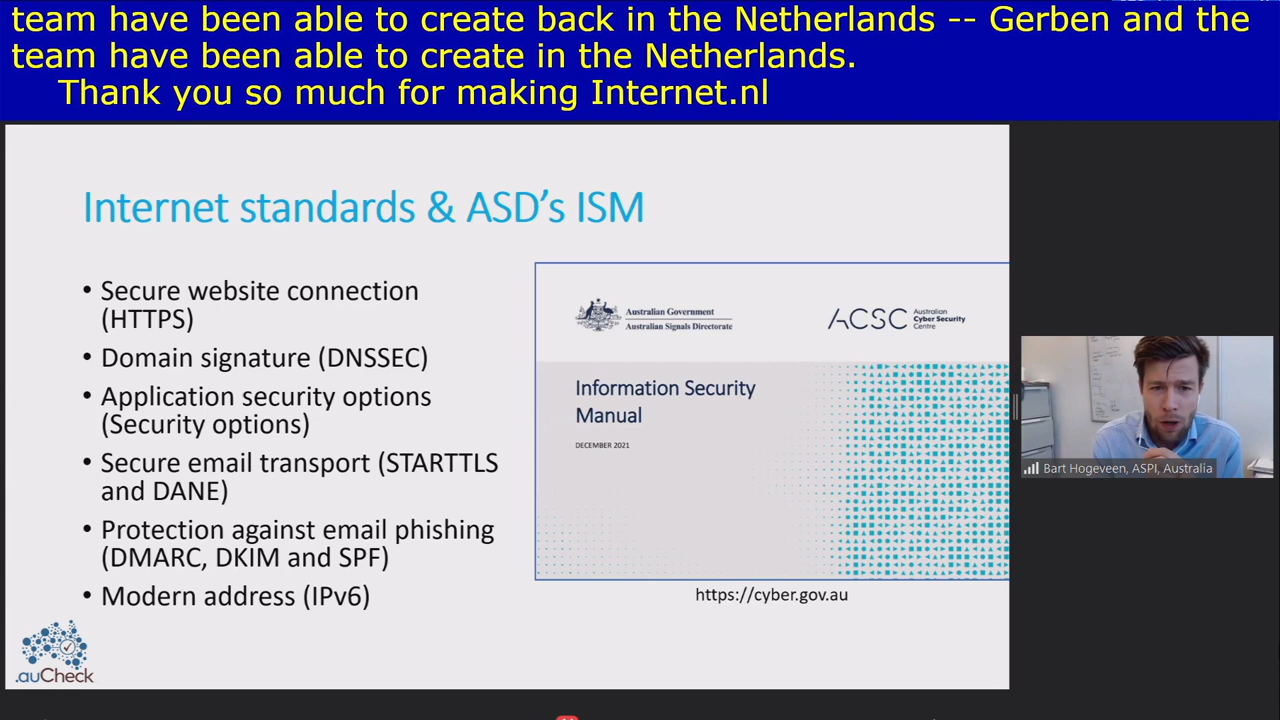 team have been able to create back in the Netherlands -- Gerben and the
team have been able to create in the Netherlands.
Thank you so much for making Internet.nl
Internet standards & ASD's ISM
• Secure website connection
(HTTPS)
• Domain signature (DNSSEC)
• Application security options
(Security options)
• Secure email transport (STARTTLS
and DANE)
• Protection against email phishing
(DMARC, DKIM and SPF)
• Modern address (IPv6)
Australian Government
Australian Signals Directorate
ACSC
Australian
Cyber Security
Centre
Information Security
Manual
DECEMBER 2021
https://cyber.gov.au
.auCheck
Bart Hogeveen, ASPI, Australia